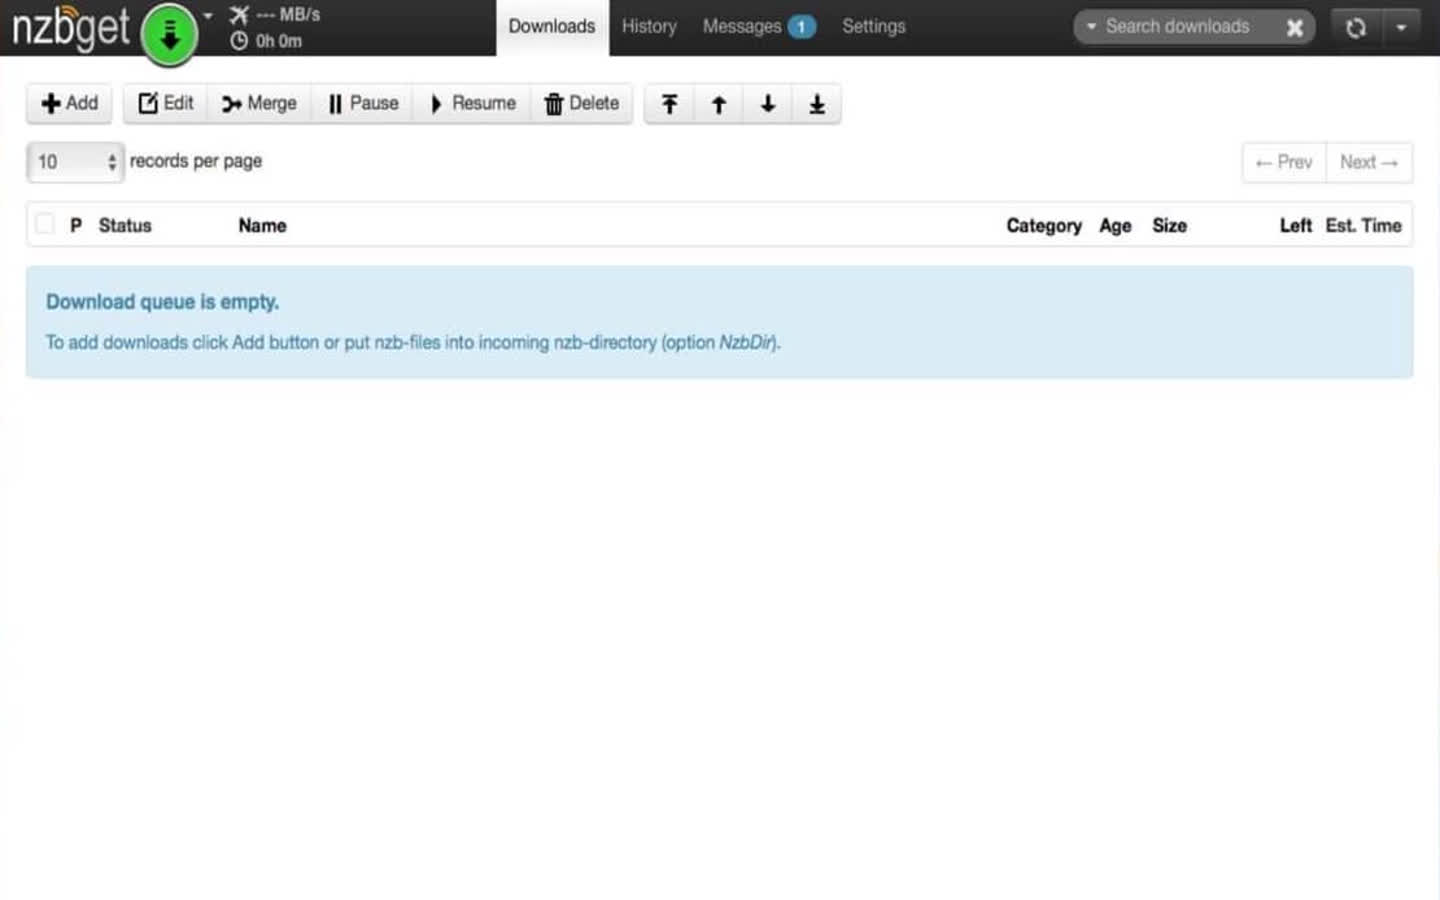 nzbget --- MB/s 0h 0m Downloads History Messages 1 Settings Search downloads
Add Edit Merge Pause Resume Delete
10 records per page ← Prev Next →
P Status Name Category Age Size Left Est. Time
Download queue is empty.
To add downloads click Add button or put nzb-files into incoming nzb-directory (option NzbDir).